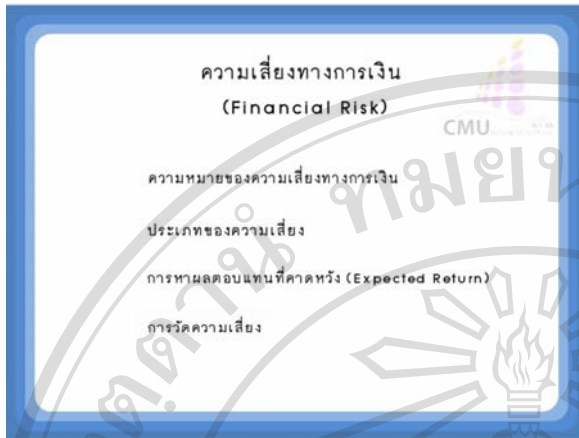 ความเสี่ยงทางการเงิน
(Financial Risk)
CMU
ความหมายของความเสี่ยงทางการเงิน
ประเภทของความเสี่ยง
การหาผลตอบแทนที่คาดหวัง (Expected Return)
การวัดความเสี่ยง